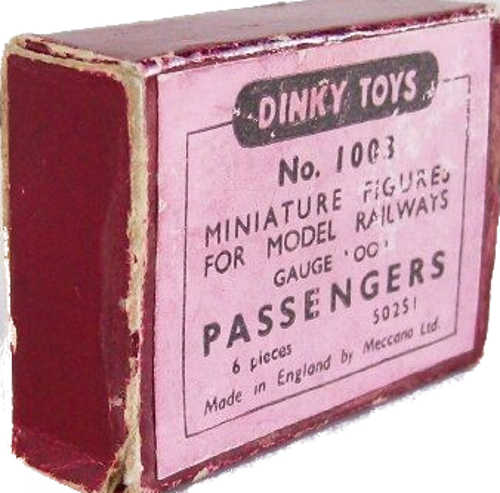 DINKY TOYS
No. 1003
MINIATURE FIGURES
FOR MODEL RAILWAYS
GAUGE 'OO'
PASSENGERS
6 pieces 50251
Made in England by Meccano Ltd.